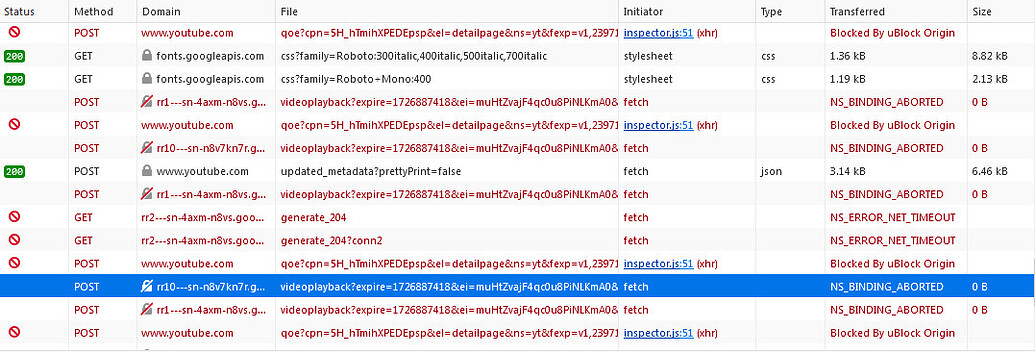 Status Method Domain File Initiator Type Transferred Size
POST www.youtube.com qoe?cpn=5H_hTmihXPEDEpsp&el=detailpage&ns=yt&fexp=v1,23971 inspector.js:51 (xhr) Blocked By uBlock Origin
200 GET fonts.googleapis.com css?family=Roboto:300italic,400italic,500italic,700italic stylesheet css 1.36 kB 8.82 kB
200 GET fonts.googleapis.com css?family=Roboto+Mono:400 stylesheet css 1.19 kB 2.13 kB
POST rr1---sn-4axm-n8vs.g... videoplayback?expire=1726887418&ei=muHtZvajF4qc0u8PiNLKmA0& fetch NS_BINDING_ABORTED 0 B
POST www.youtube.com qoe?cpn=5H_hTmihXPEDEpsp&el=detailpage&ns=yt&fexp=v1,23971 inspector.js:51 (xhr) Blocked By uBlock Origin
POST rr10---sn-n8v7kn7r.g... videoplayback?expire=1726887418&ei=muHtZvajF4qc0u8PiNLKmA0& fetch NS_BINDING_ABORTED 0 B
200 POST www.youtube.com updated_metadata?prettyPrint=false fetch json 3.14 kB 6.46 kB
POST rr1---sn-4axm-n8vs.g... videoplayback?expire=1726887418&ei=muHtZvajF4qc0u8PiNLKmA0& fetch NS_BINDING_ABORTED 0 B
GET rr2---sn-4axm-n8vs.goo... generate_204 fetch NS_ERROR_NET_TIMEOUT
GET rr2---sn-4axm-n8vs.goo... generate_204?conn2 fetch NS_ERROR_NET_TIMEOUT
POST www.youtube.com qoe?cpn=5H_hTmihXPEDEpsp&el=detailpage&ns=yt&fexp=v1,23971 inspector.js:51 (xhr) Blocked By uBlock Origin
POST rr10---sn-n8v7kn7r.g... videoplayback?expire=1726887418&ei=muHtZvajF4qc0u8PiNLKmA0& fetch NS_BINDING_ABORTED 0 B
POST rr1---sn-4axm-n8vs.g... videoplayback?expire=1726887418&ei=muHtZvajF4qc0u8PiNLKmA0& fetch NS_BINDING_ABORTED 0 B
POST www.youtube.com qoe?cpn=5H_hTmihXPEDEpsp&el=detailpage&ns=yt&fexp=v1,23971 inspector.js:51 (xhr) Blocked By uBlock Origin